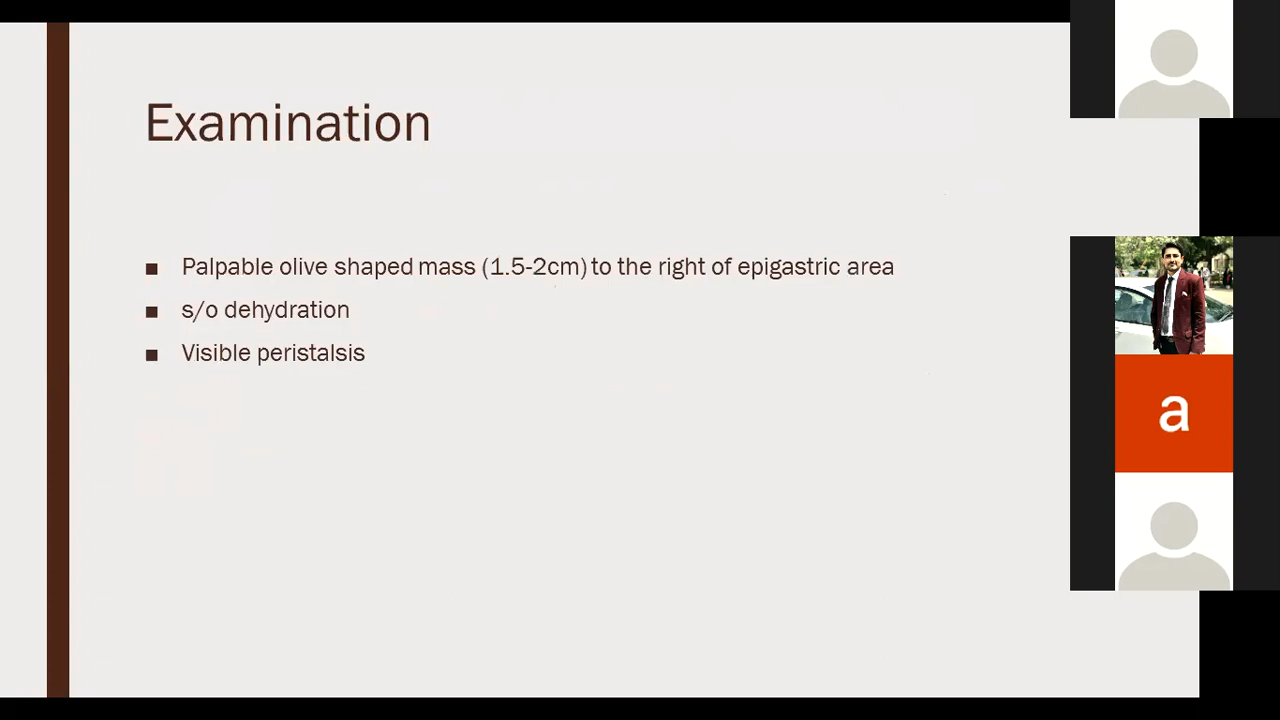 Examination
■ Palpable olive shaped mass (1.5-2cm) to the right of epigastric area
■ s/o dehydration
■ Visible peristalsis
a